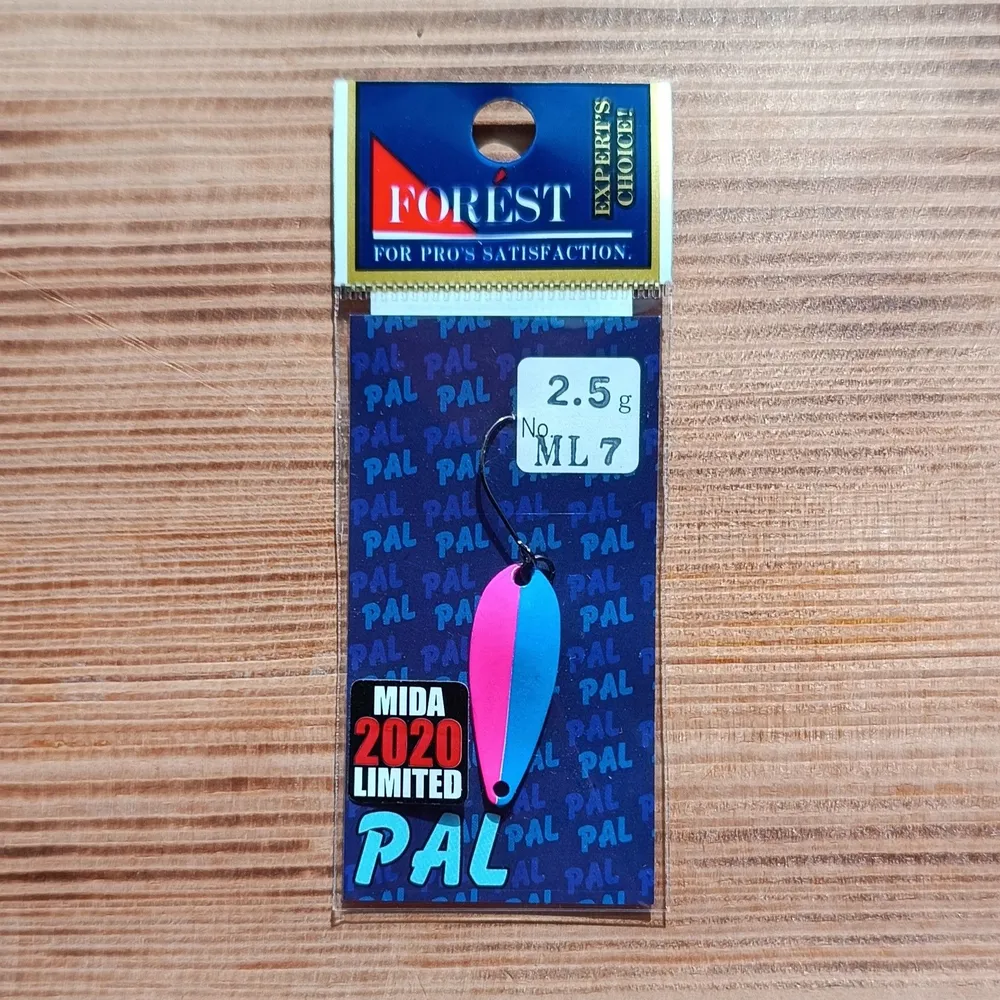 EXPERT'S
CHOICE!
FORÉST
FOR PRO'S SATISFACTION.
2.5 g
No ML 7
MIDA
2020
LIMITED
PAL